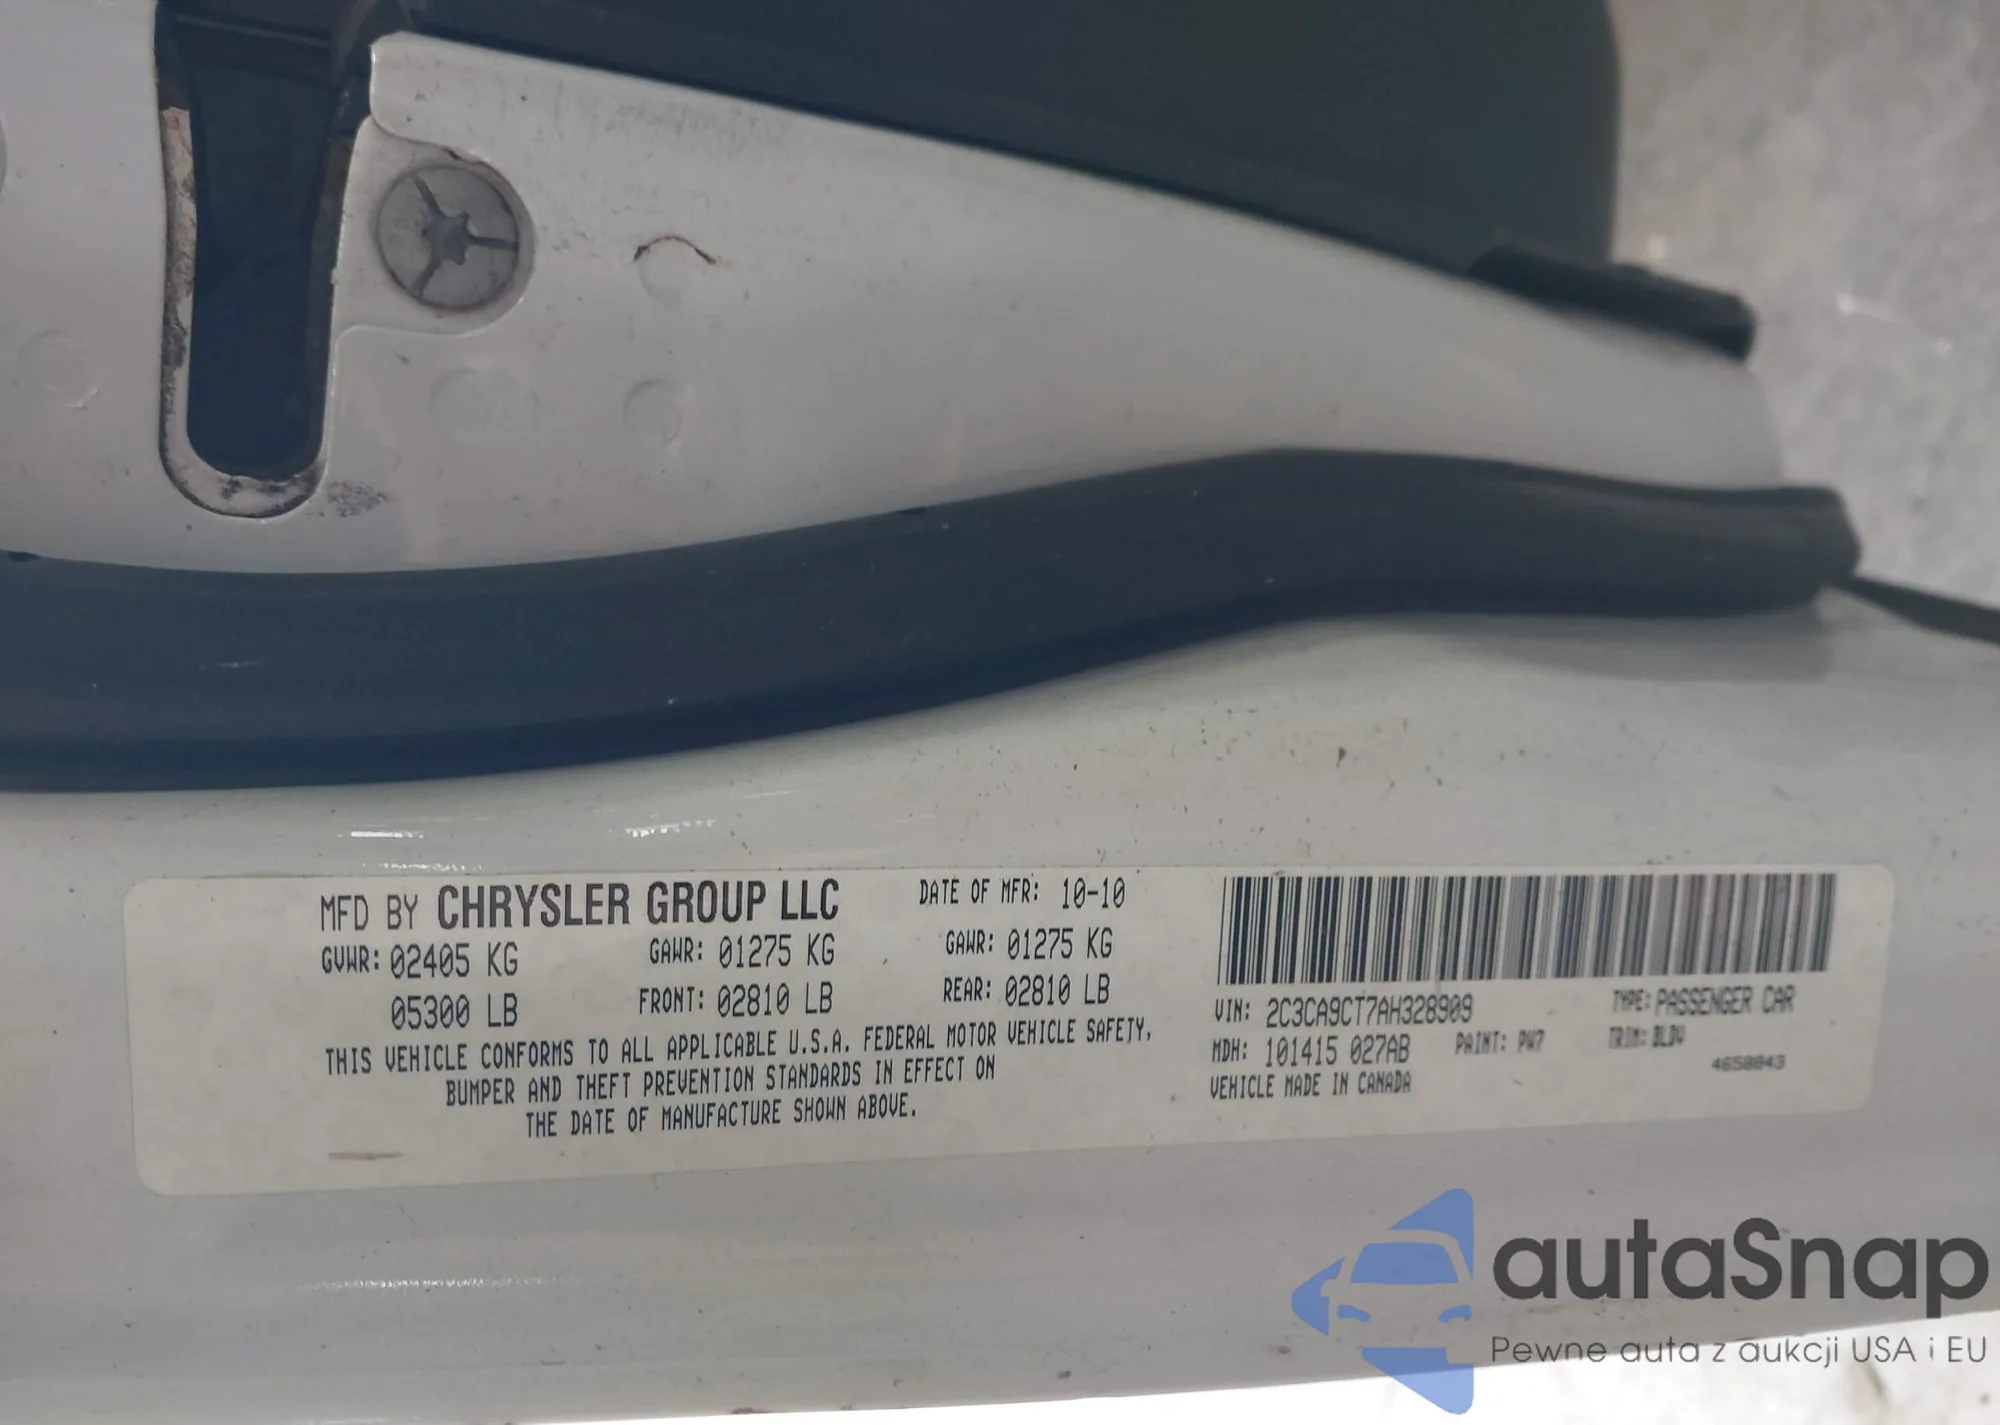 MFD BY CHRYSLER GROUP LLC
DATE OF MFR: 10-10
GVWR: 02405 KG
GAWR: 01275 KG
GAWR: 01275 KG
05300 LB
FRONT: 02810 LB
REAR: 02810 LB
THIS VEHICLE CONFORMS TO ALL APPLICABLE U.S.A. FEDERAL MOTOR VEHICLE SAFETY,
BUMPER AND THEFT PREVENTION STANDARDS IN EFFECT ON
THE DATE OF MANUFACTURE SHOWN ABOVE.
VIN: 2C3CA9CT7AH328909
TYPE: PASSENGER CAR
MDH: 101415 027AB
PAINT: PW7
TRIM: BLDV
VEHICLE MADE IN CANADA
4658843
autaSnap
Pewne auta z aukcji USA i EU